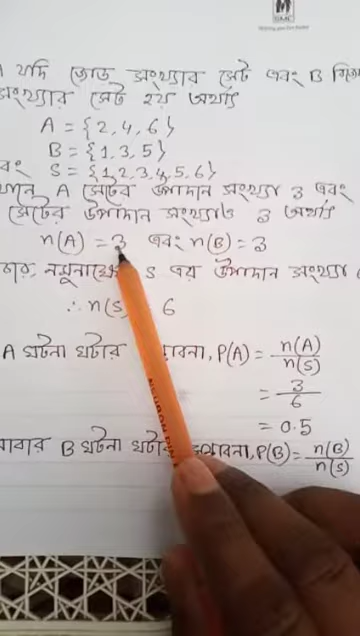 SMC
A যদি জোড় সংখ্যার সেট এবং B বিজোড়
সংখ্যার সেট হয় অর্থাৎ
A = {2, 4, 6}
B = {1, 3, 5}
এবং S = {1, 2, 3, 4, 5, 6}
A সেটের উপাদান সংখ্যা 3 এবং
সেটের উপাদান সংখ্যাও 3 অর্থাৎ
n(A) = 3 এবং n(B) = 3
S এর উপাদান সংখ্যা
∴ n(S) = 6
A ঘটনা ঘটার সম্ভাবনা, P(A) = n(A)/n(S)
= 3/6
= 0.5
আবার B ঘটনা ঘটার সম্ভাবনা, P(B) = n(B)/n(S)